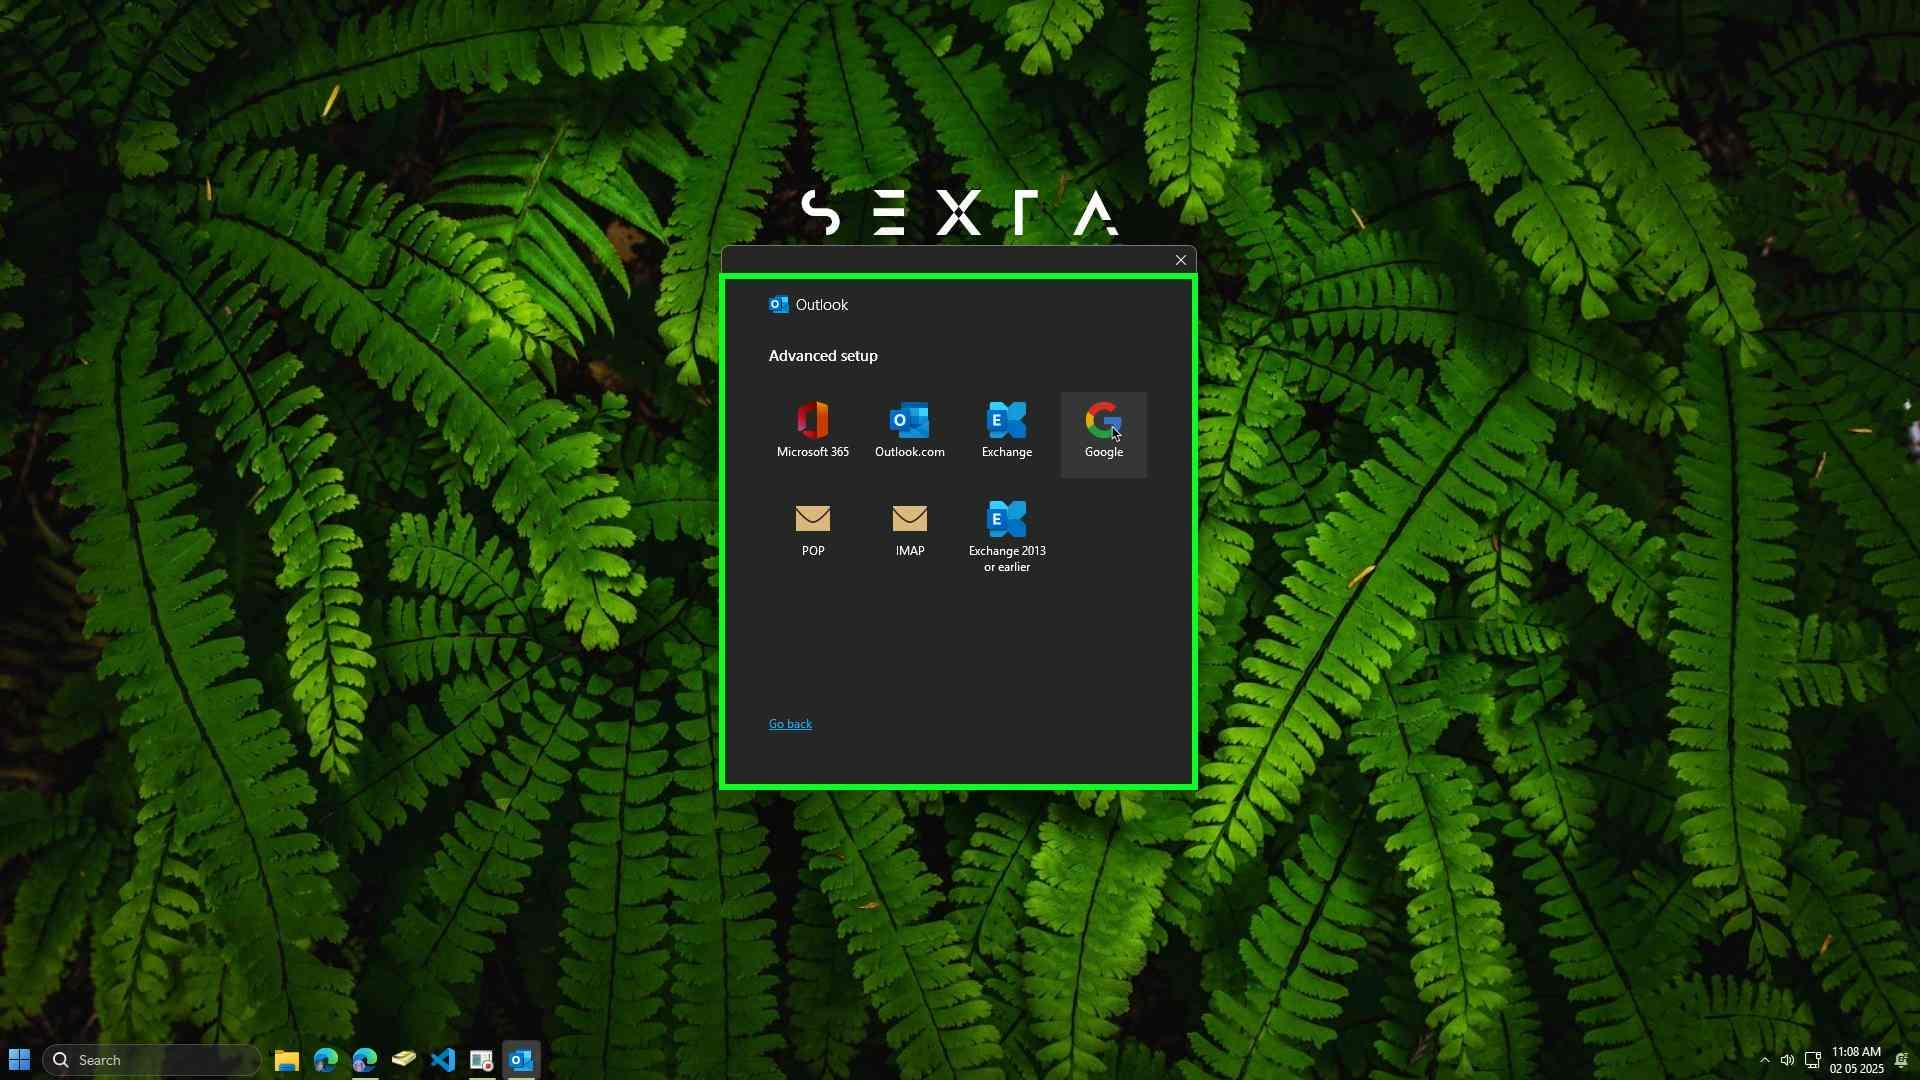 SEXTA
Outlook
Advanced setup
Microsoft 365
Outlook.com
Exchange
Google
POP
IMAP
Exchange 2013
or earlier
Go back
Search
11:08 AM
02 05 2025